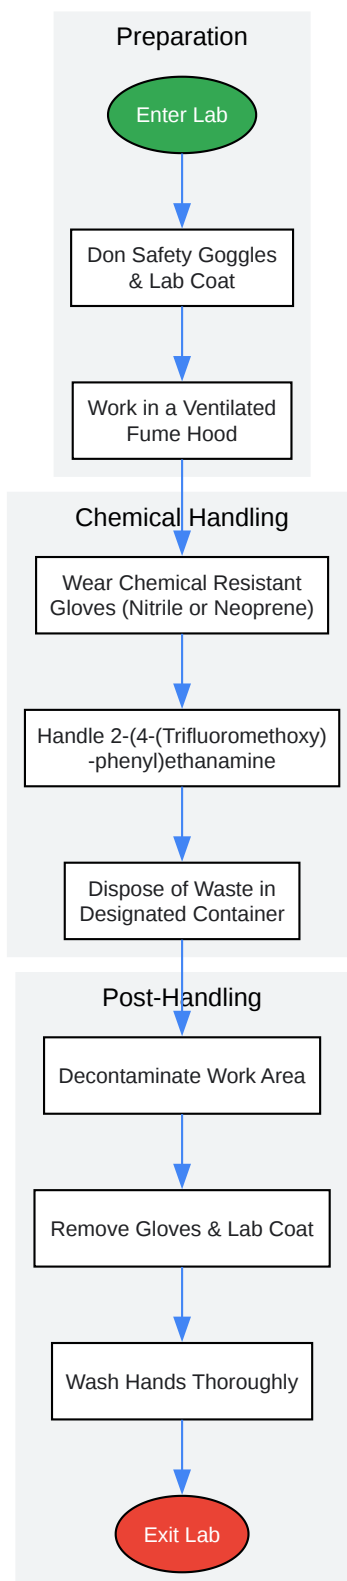 Preparation
Enter Lab
Don Safety Goggles
& Lab Coat
Work in a Ventilated
Fume Hood
Chemical Handling
Wear Chemical Resistant
Gloves (Nitrile or Neoprene)
Handle 2-(4-(Trifluoromethoxy)
-phenyl)ethanamine
Dispose of Waste in
Designated Container
Post-Handling
Decontaminate Work Area
Remove Gloves & Lab Coat
Wash Hands Thoroughly
Exit Lab